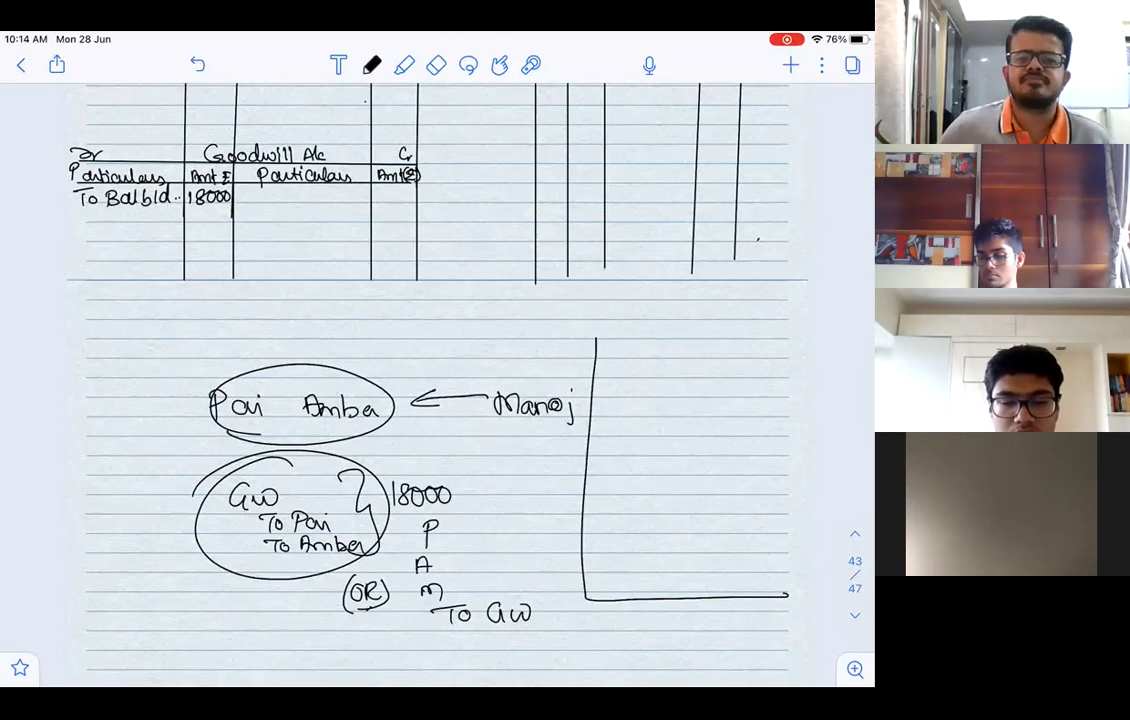 10:14 AM Mon 28 Jun
76%
T
Dr Goodwill A/c Cr
Particulars Amt ₹ Particulars Amt(₹)
To Bal b/d.. 18000
Pai Amba Manoj
GW 18000
To Pai P
To Amba A
(OR) M
To GW
43
/
47